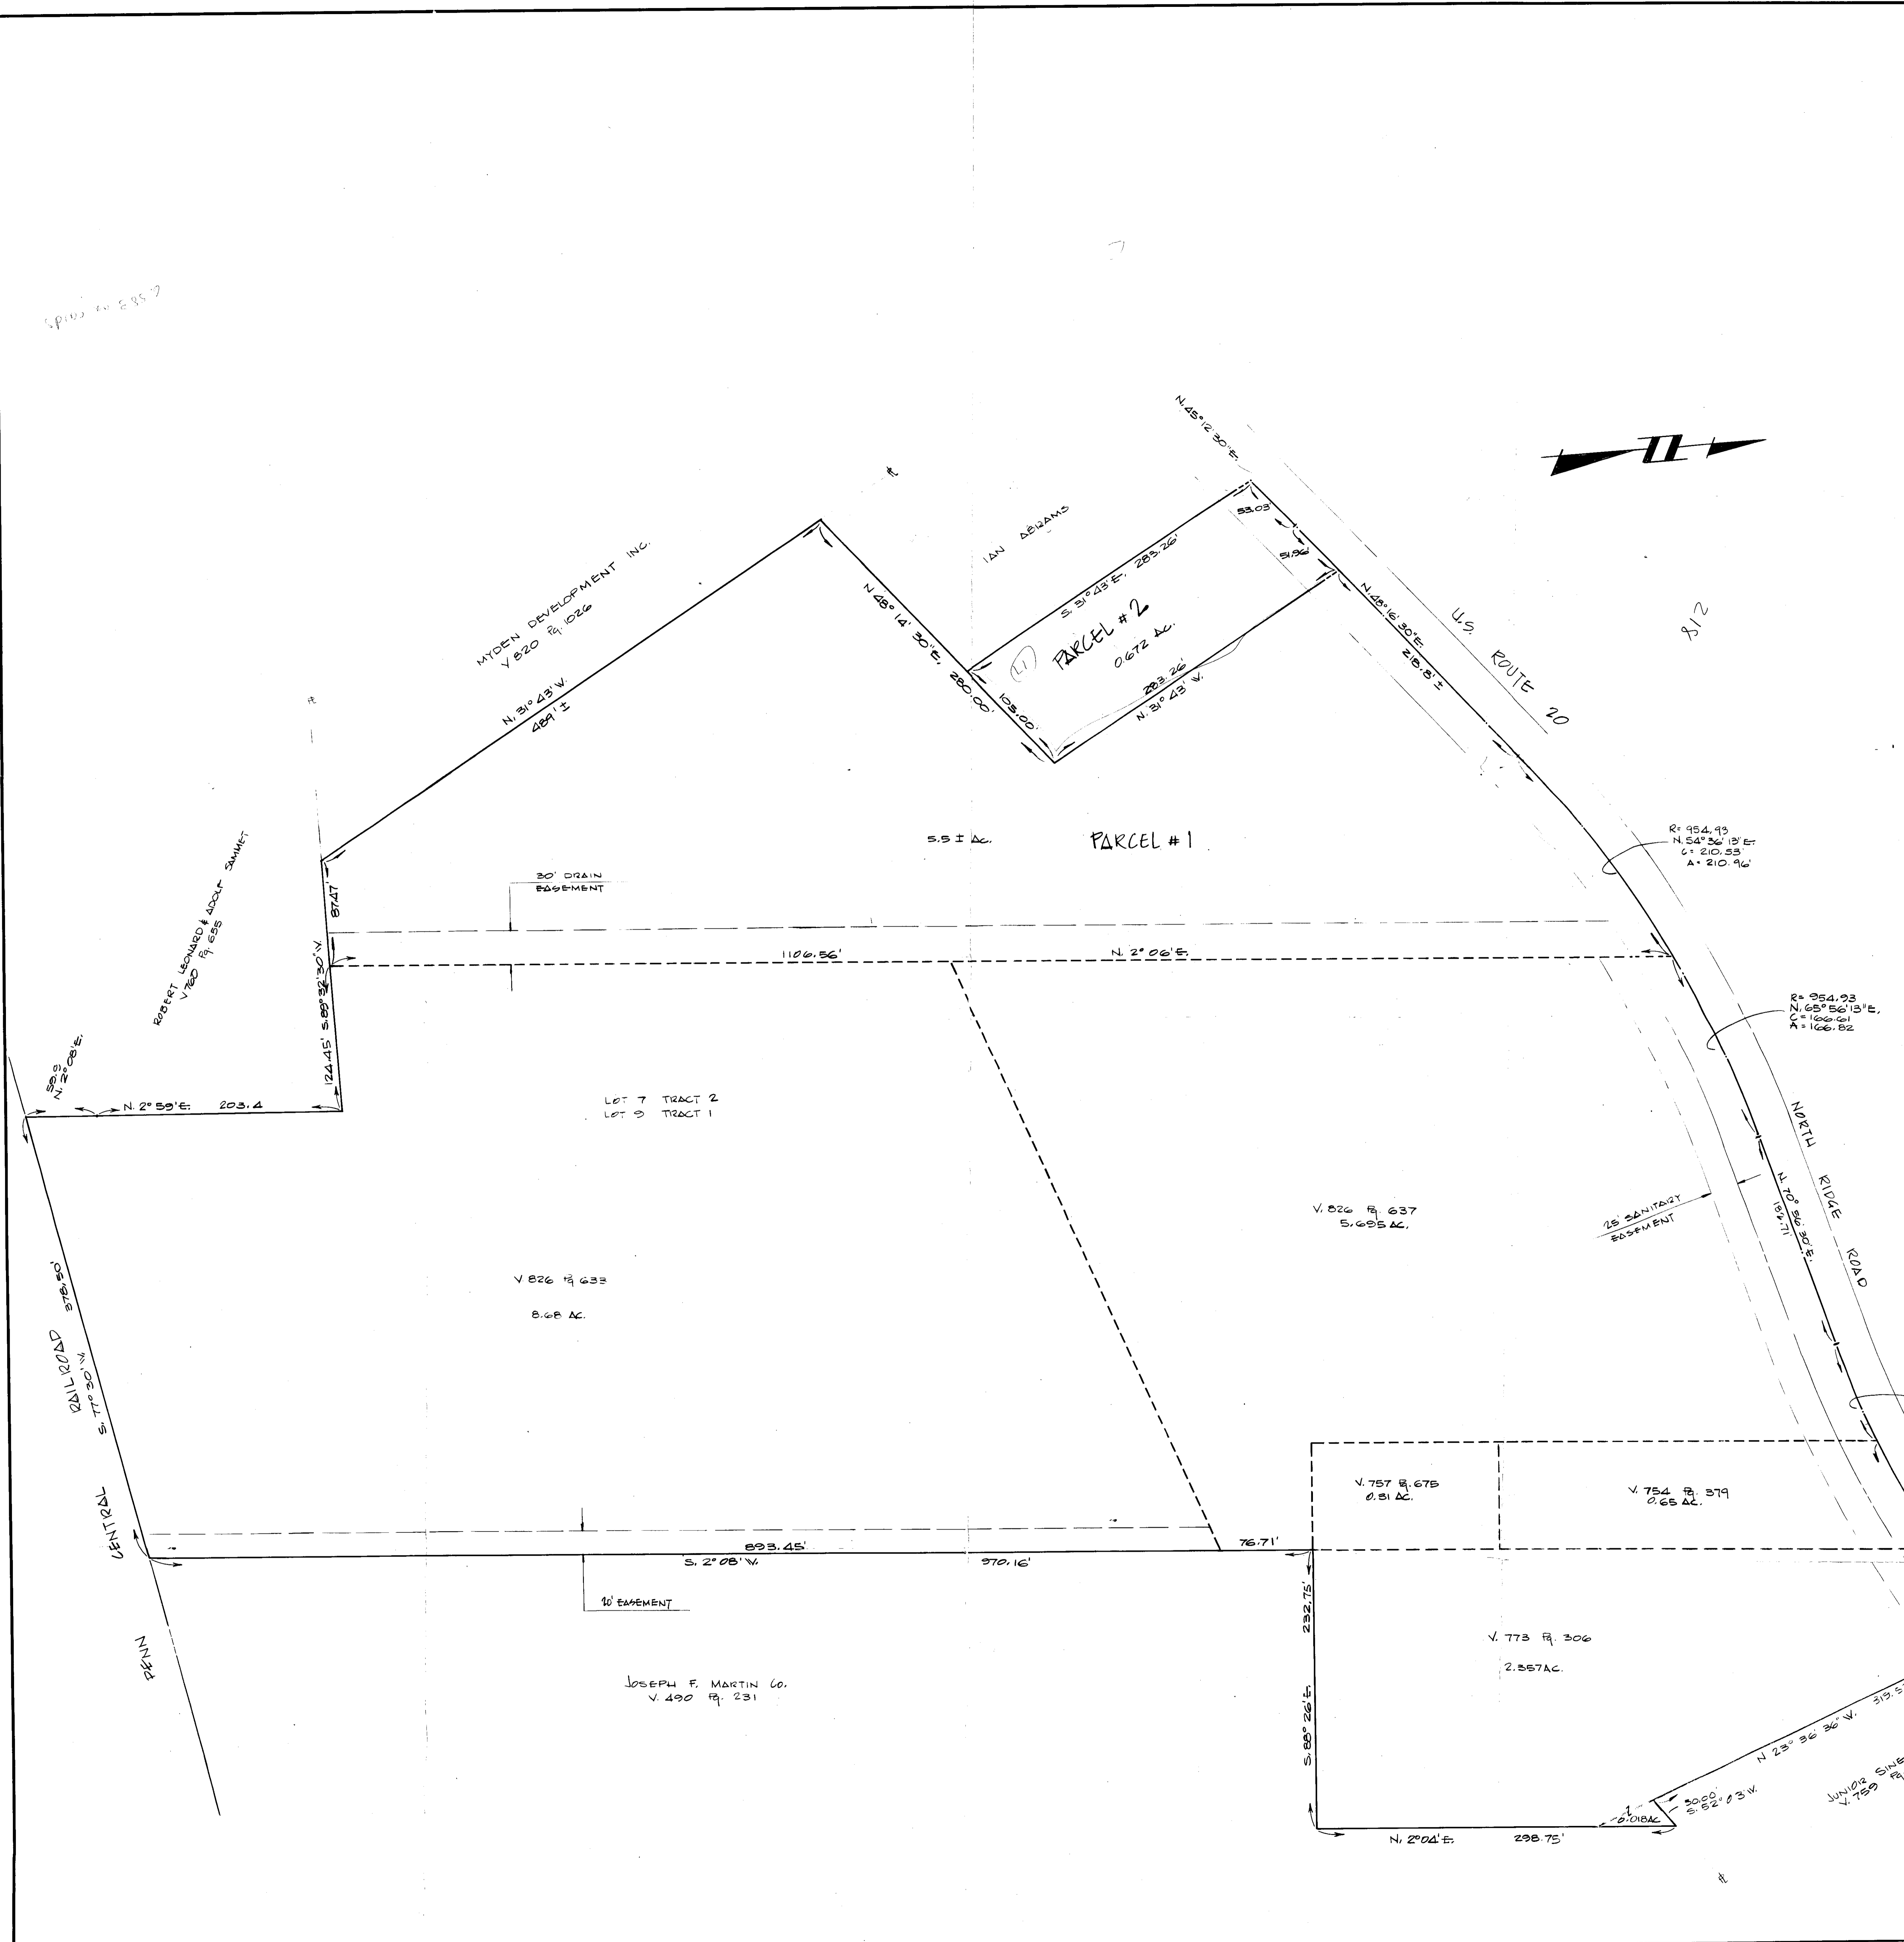 N. 45° 12' 30" E.
812
IAN ABRAMS
53.03'
51.96'
S. 31° 43' E. 283.26'
PARCEL # 2
0.672 AC.
283.26'
N. 31° 43' W.
N. 48° 16' 30" E.
218.8' ±
U.S. ROUTE 20
MYDEN DEVELOPMENT INC.
V 820 Pg. 1026
N. 31° 43' W.
489' ±
N 48° 14' 30" E. 280.00'
103.00'
5.5 ± AC.
PARCEL # 1
30' DRAIN
EASEMENT
87.47'
R= 954.93
N. 54° 36' 13" E.
C= 210.53'
A= 210.96'
ROBERT LEONARD & ADOLF SAMMET
V 760 Pg. 655
1106.56'
N. 2° 06' E.
124.45' S. 89° 32' 30" W.
R= 954.93
N. 65° 56' 13" E.
C= 166.61
A= 166.82
59.9
N. 2° 08' E.
N. 2° 59' E. 203.4
LOT 7 TRACT 2
LOT 9 TRACT 1
NORTH RIDGE ROAD
N. 70° 56' 30" E.
V. 826 Pg. 637
5.695 AC.
25' SANITARY
EASEMENT
V 826 Pg 633
8.68 AC.
PENN CENTRAL RAILROAD
S. 77° 30' W. 378.50'
V. 757 Pg. 675
0.31 AC.
V. 754 Pg. 379
0.65 AC.
893.45'
76.71'
S. 2° 08' W.
970.16'
20' EASEMENT
232.75'
S. 88° 26' E.
V. 773 Pg. 306
2.357 AC.
JOSEPH F. MARTIN CO.
V. 490 Pg. 231
N 23° 36' 36" W.
30.00'
S. 52° 03' W.
0.018 AC
JUNIOR
V. 759 Pg.
N. 2° 04' E.
298.75'